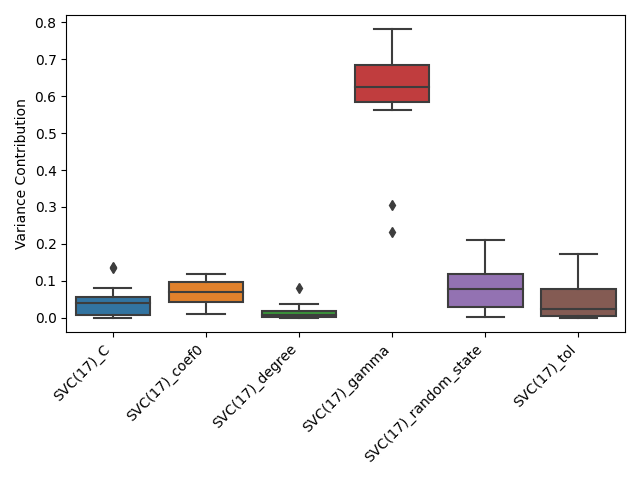 0.8
0.7
0.6
0.5
0.4
0.3
0.2
0.1
0.0
Variance Contribution
SVC(17)_C
SVC(17)_coef0
SVC(17)_degree
SVC(17)_gamma
SVC(17)_random_state
SVC(17)_tol